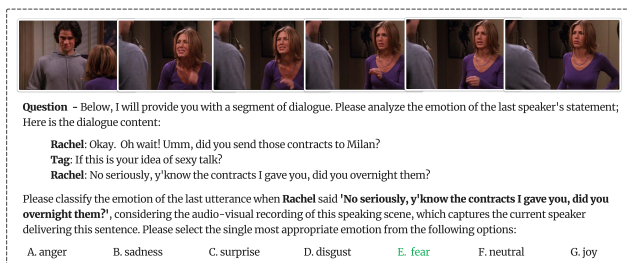 Question - Below, I will provide you with a segment of dialogue. Please analyze the emotion of the last speaker's statement;
Here is the dialogue content:
Rachel: Okay.  Oh wait! Umm, did you send those contracts to Milan?
Tag: If this is your idea of sexy talk?
Rachel: No seriously, y'know the contracts I gave you, did you overnight them?
Please classify the emotion of the last utterance when Rachel said 'No seriously, y'know the contracts I gave you, did you
overnight them?', considering the audio-visual recording of this speaking scene, which captures the current speaker
delivering this sentence. Please select the single most appropriate emotion from the following options:
A. anger B. sadness C. surprise D. disgust E. fear F. neutral G. joy